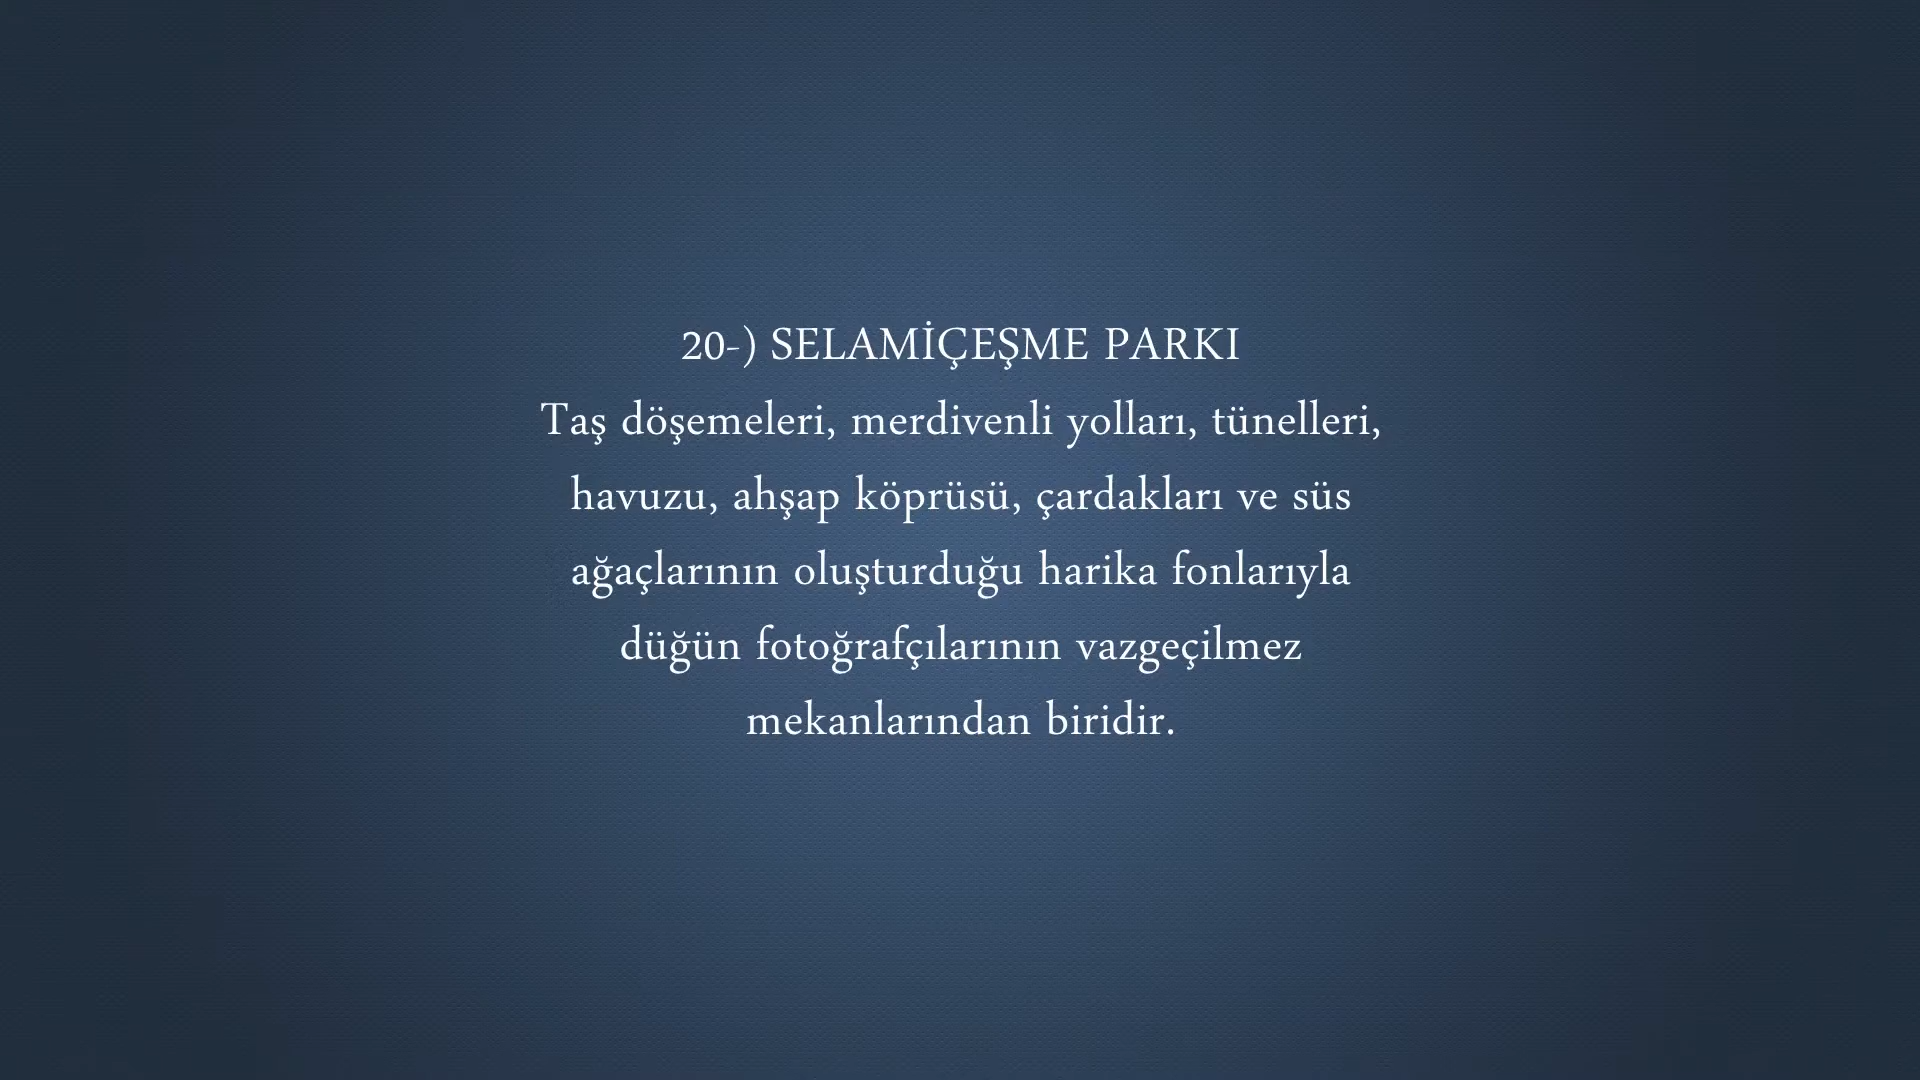 20-) SELAMİÇEŞME PARKI
Taş döşemeleri, merdivenli yolları, tünelleri,
havuzu, ahşap köprüsü, çardakları ve süs
ağaçlarının oluşturduğu harika fonlarıyla
düğün fotoğrafçılarının vazgeçilmez
mekanlarından biridir.